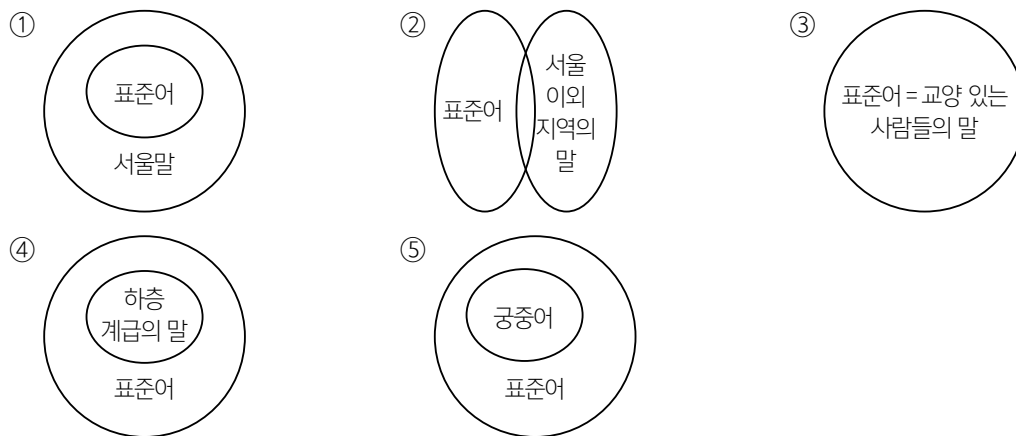 ①
표준어
서울말
②
표준어
서울
이외
지역의
말
③
표준어 = 교양 있는
사람들의 말
④
하층
계급의 말
표준어
⑤
궁중어
표준어